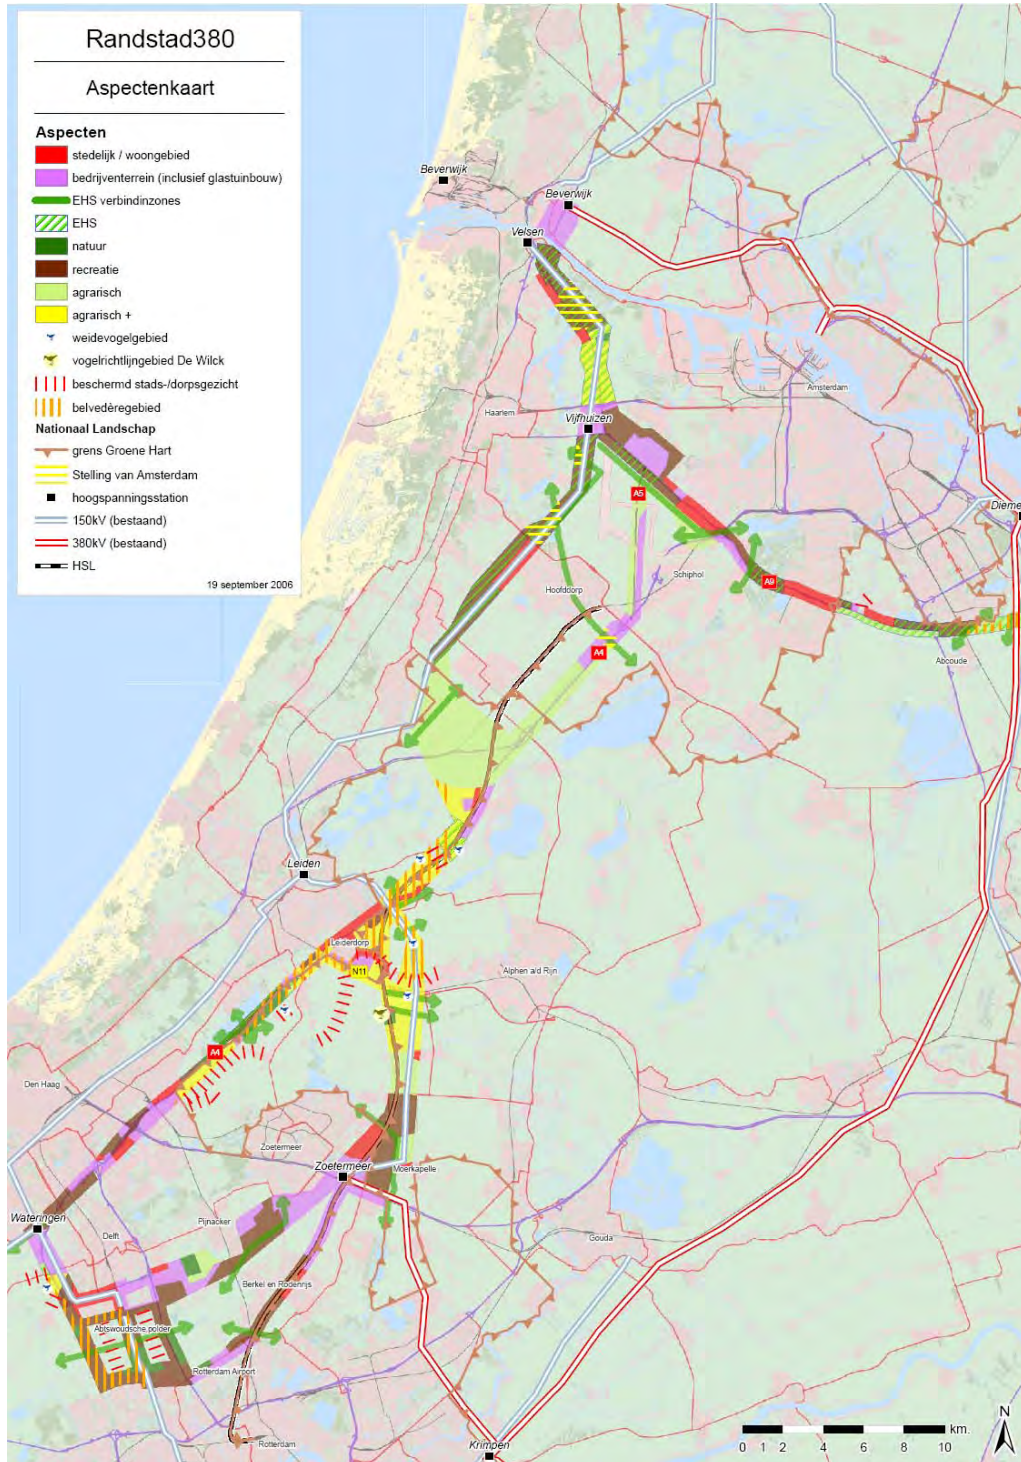 Randstad380
Aspectenkaart
Aspecten
stedelijk / woongebied
bedrijventerrein (inclusief glastuinbouw)
EHS verbindinzones
EHS
natuur
recreatie
agrarisch
agrarisch +
weidevogelgebied
vogelrichtlijngebied De Wilck
beschermd stads-/dorpsgezicht
belvedèregebied
Nationaal Landschap
grens Groene Hart
Stelling van Amsterdam
hoogspanningsstation
150kV (bestaand)
380kV (bestaand)
HSL
19 september 2006
Beverwijk
Beverwijk
Velsen
Amsterdam
Haarlem
Vijfhuizen
A5
Dieme
Schiphol
A9
Hoofddorp
A4
Abcoude
Leiden
Leiderdorp
N11
Alphen a/d Rijn
A4
Den Haag
Zoetermeer
Zoetermeer
Moerkapelle
Wateringen
Pijnacker
Delft
Gouda
Berkel en Rodenrijs
Abtswoudsche polder
Rotterdam Airport
Rotterdam
Krimpen
N
km.
0 1 2 4 6 8 10